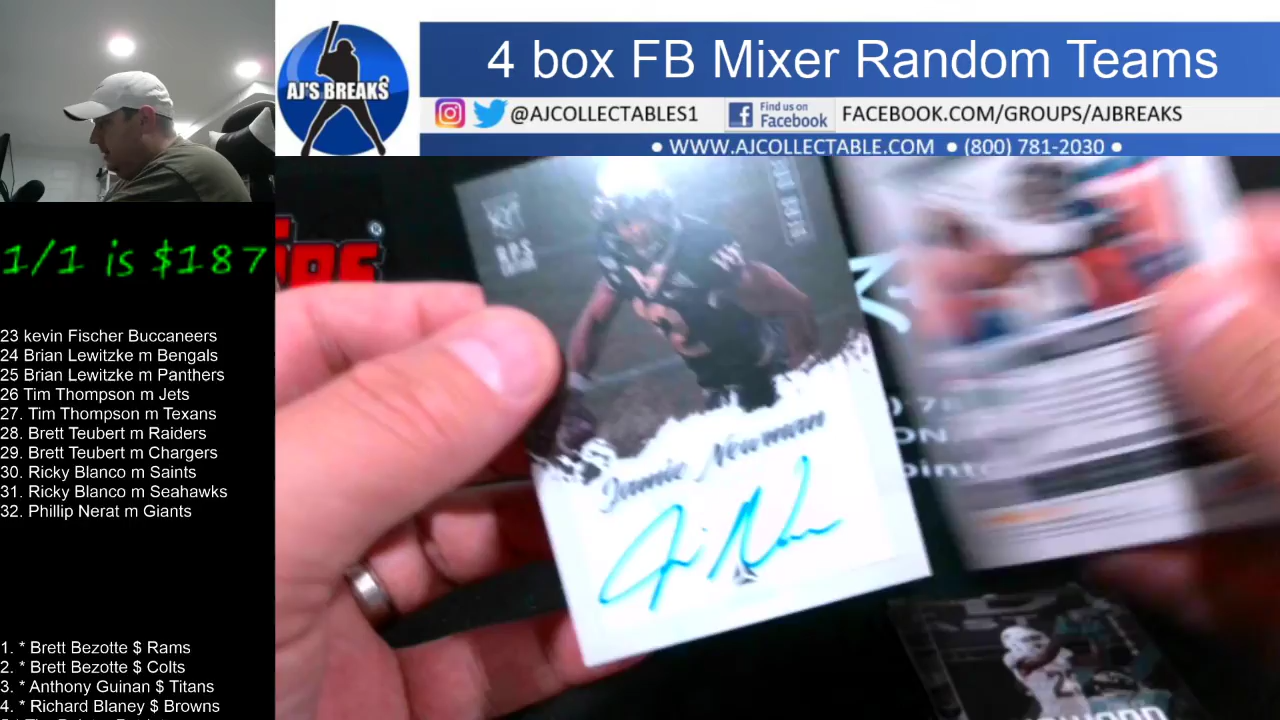 4 box FB Mixer Random Teams
AJ'S BREAKS
@AJCOLLECTABLES1
Find us on
Facebook
FACEBOOK.COM/GROUPS/AJBREAKS
• WWW.AJCOLLECTABLE.COM • (800) 781-2030 •
1/1 is $187
23 kevin Fischer Buccaneers
24 Brian Lewitzke m Bengals
25 Brian Lewitzke m Panthers
26 Tim Thompson m Jets
27. Tim Thompson m Texans
28. Brett Teubert m Raiders
29. Brett Teubert m Chargers
30. Ricky Blanco m Saints
31. Ricky Blanco m Seahawks
32. Phillip Nerat m Giants
1. * Brett Bezotte $ Rams
2. * Brett Bezotte $ Colts
3. * Anthony Guinan $ Titans
4. * Richard Blaney $ Browns
Jamie Newman